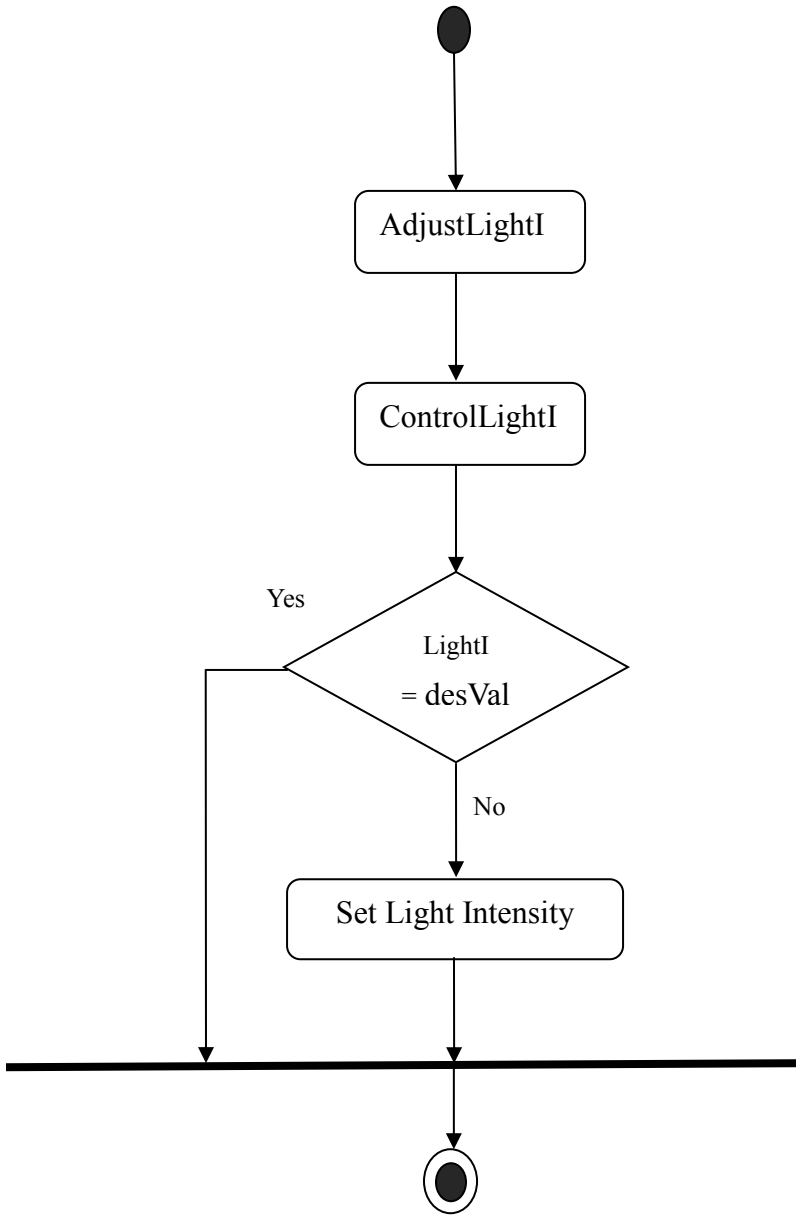 AdjustLightI
ControlLightI
Yes
LightI
= desVal
No
Set Light Intensity